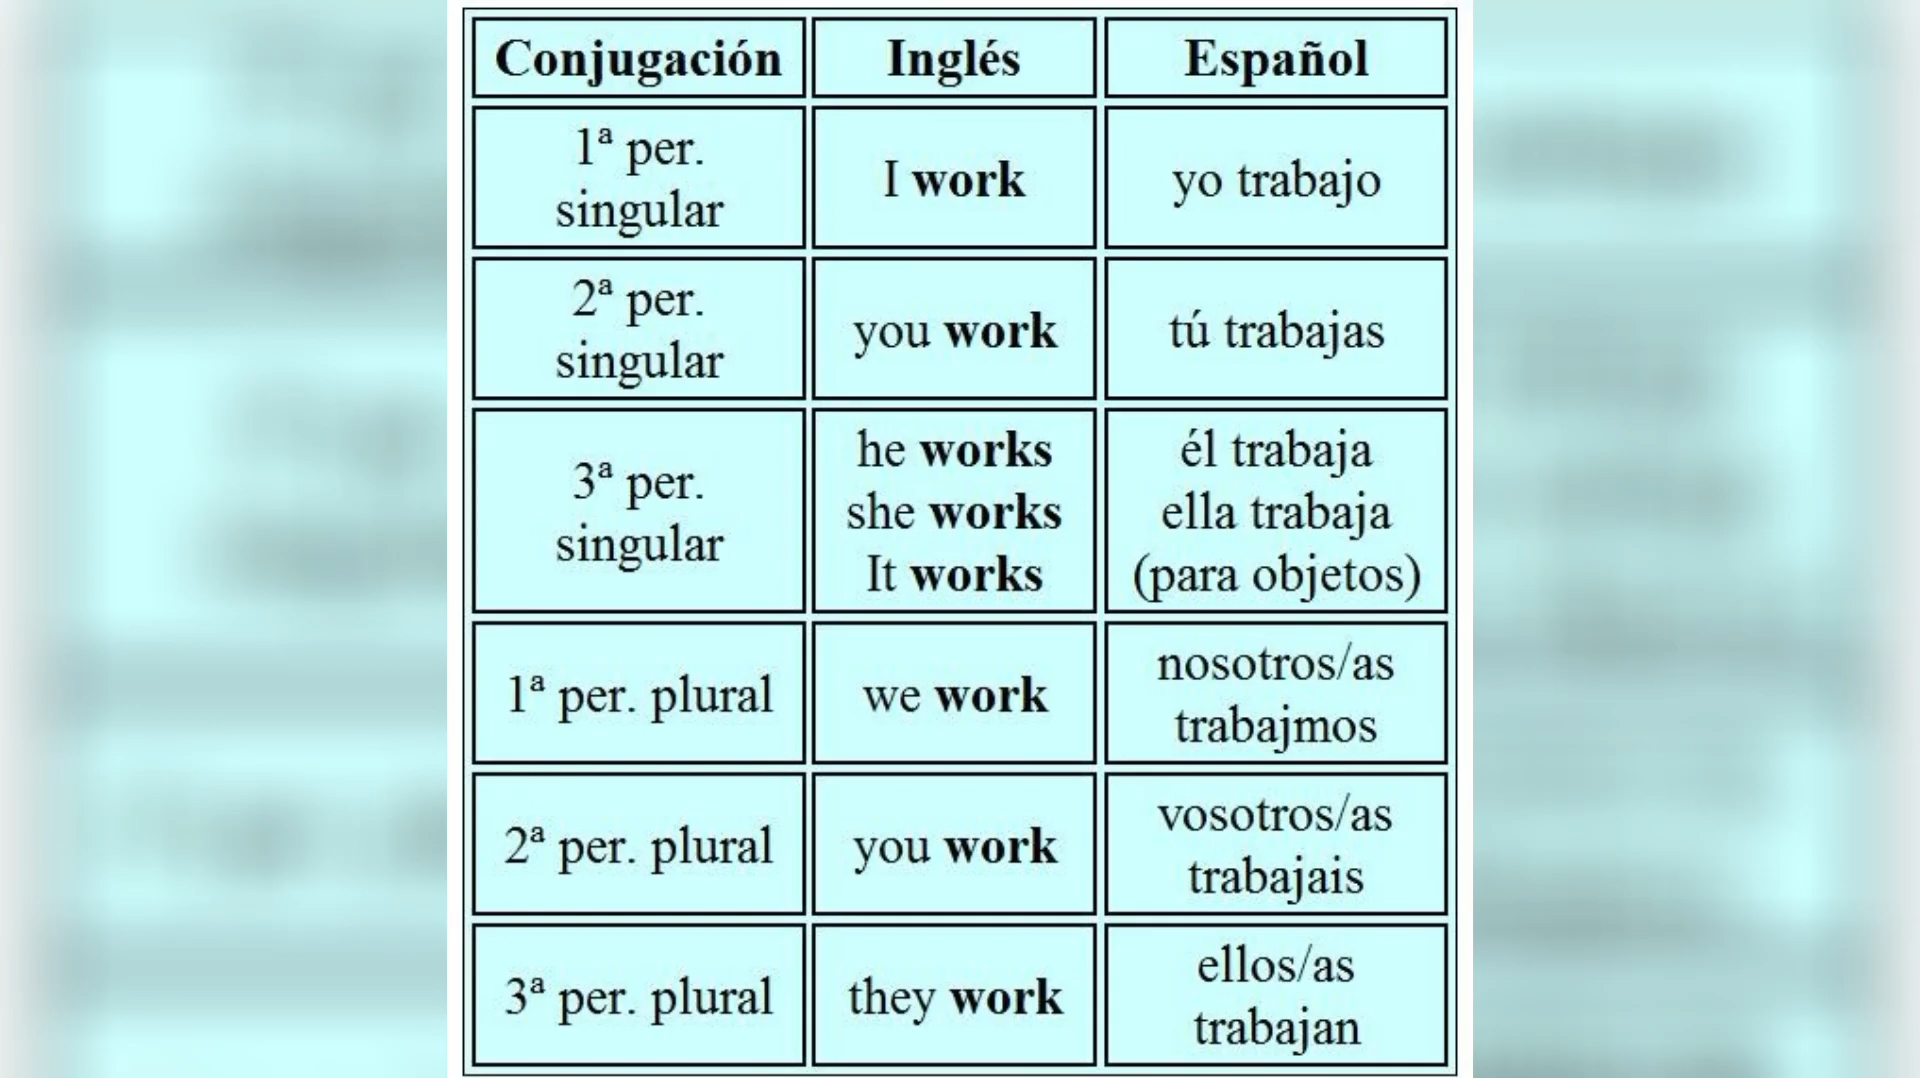 Conjugación Inglés Español
1ª per.
singular
I work
yo trabajo
2ª per.
singular
you work
tú trabajas
3ª per.
singular
he works
she works
It works
él trabaja
ella trabaja
(para objetos)
1ª per. plural
we work
nosotros/as
trabajmos
2ª per. plural
you work
vosotros/as
trabajais
3ª per. plural
they work
ellos/as
trabajan